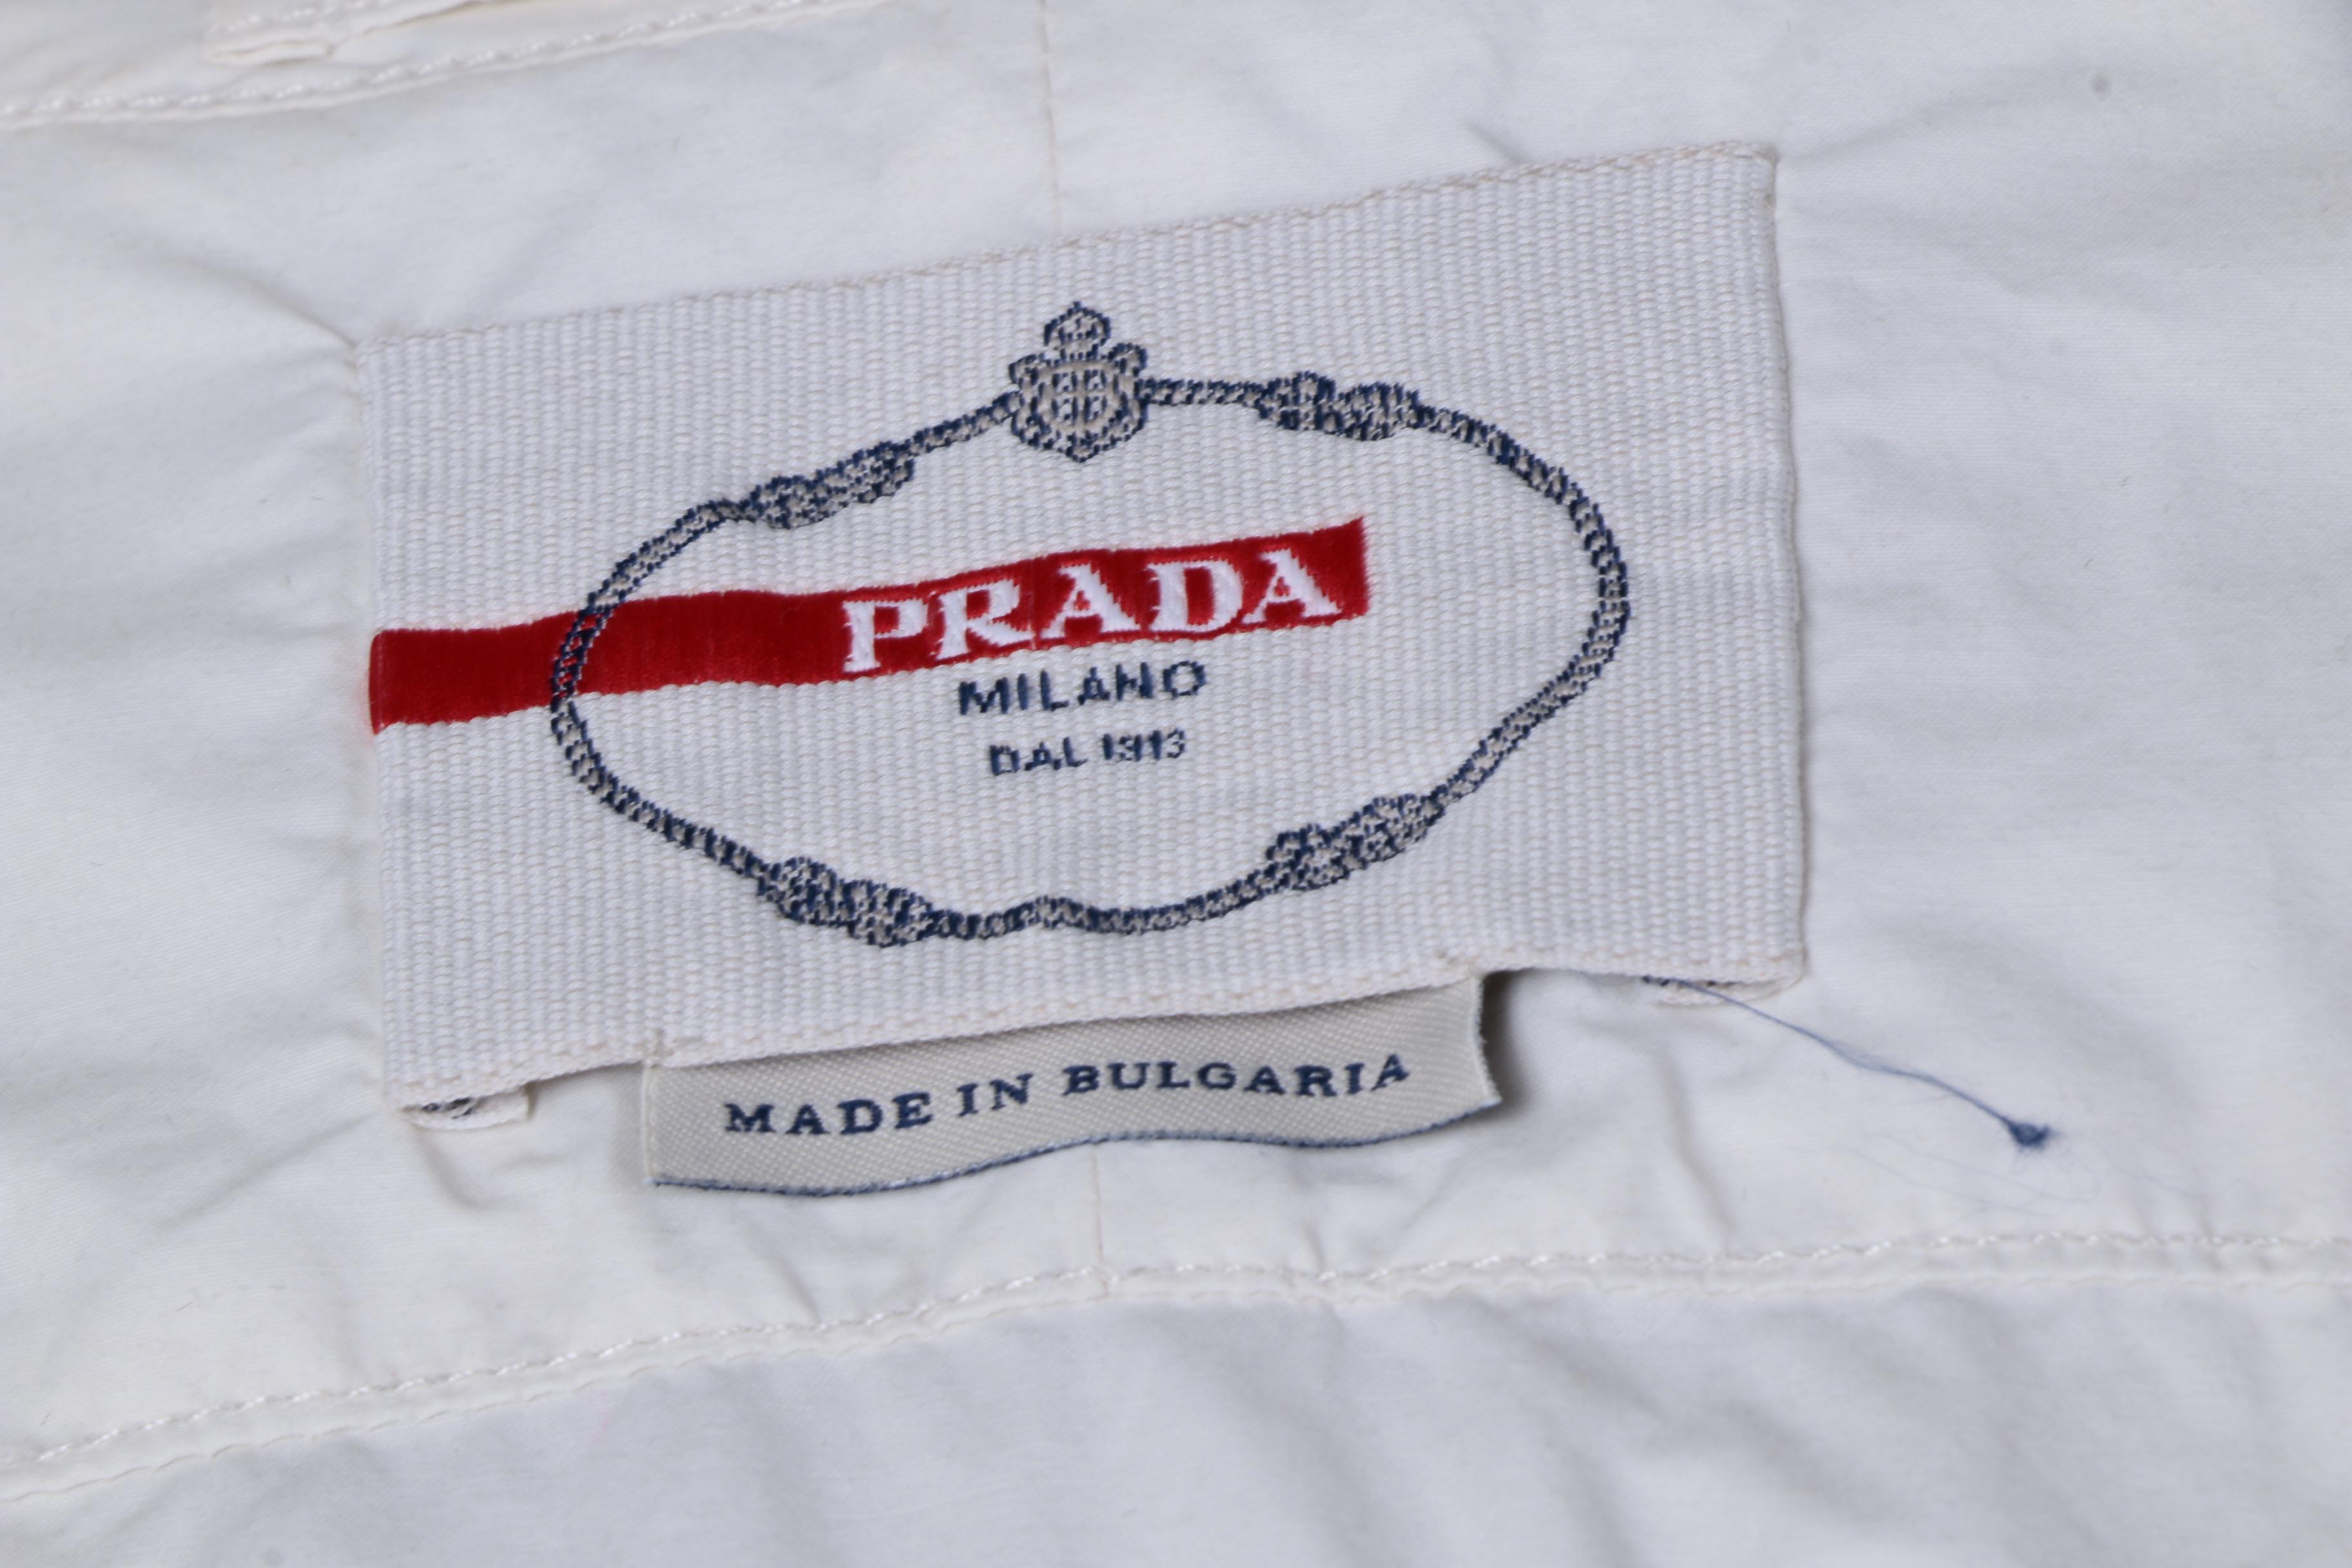 PRADA
MILANO
DAL 1913
MADE IN BULGARIA